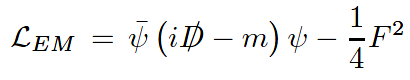 ℒ_EM = ψ̄ (iD̸ − m) ψ − 1/4 F²